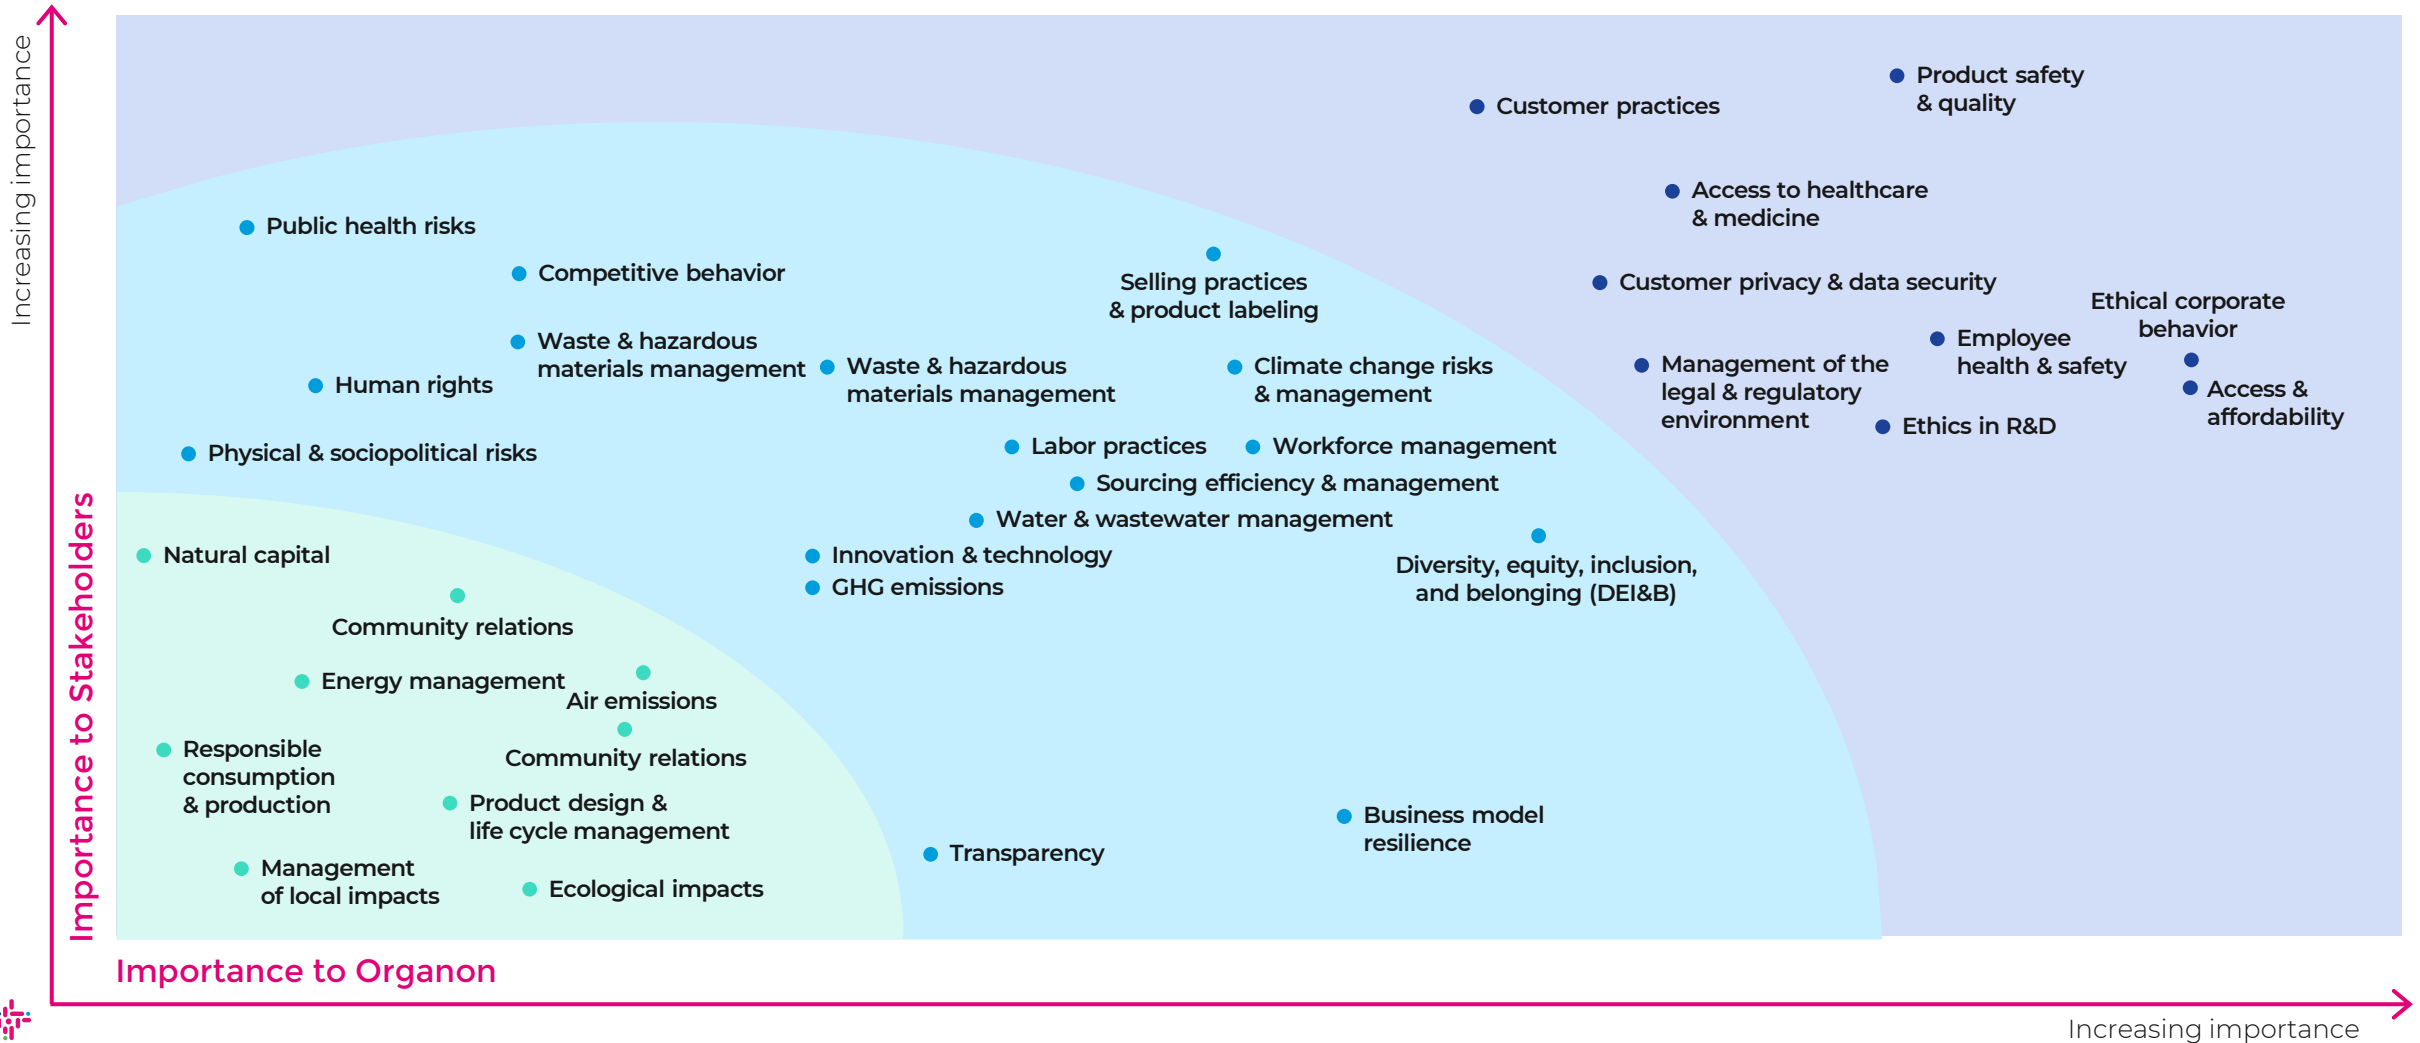 Increasing importance
Importance to Stakeholders
Product safety
& quality
Customer practices
Access to healthcare
& medicine
Public health risks
Competitive behavior
Selling practices
& product labeling
Customer privacy & data security
Ethical corporate
behavior
Employee
health & safety
Waste & hazardous
materials management
Waste & hazardous
materials management
Climate change risks
& management
Management of the
legal & regulatory
environment
Access &
affordability
Human rights
Ethics in R&D
Physical & sociopolitical risks
Labor practices
Workforce management
Sourcing efficiency & management
Water & wastewater management
Natural capital
Innovation & technology
GHG emissions
Diversity, equity, inclusion,
and belonging (DEI&B)
Community relations
Energy management
Air emissions
Community relations
Responsible
consumption
& production
Product design &
life cycle management
Business model
resilience
Transparency
Management
of local impacts
Ecological impacts
Importance to Organon
Increasing importance